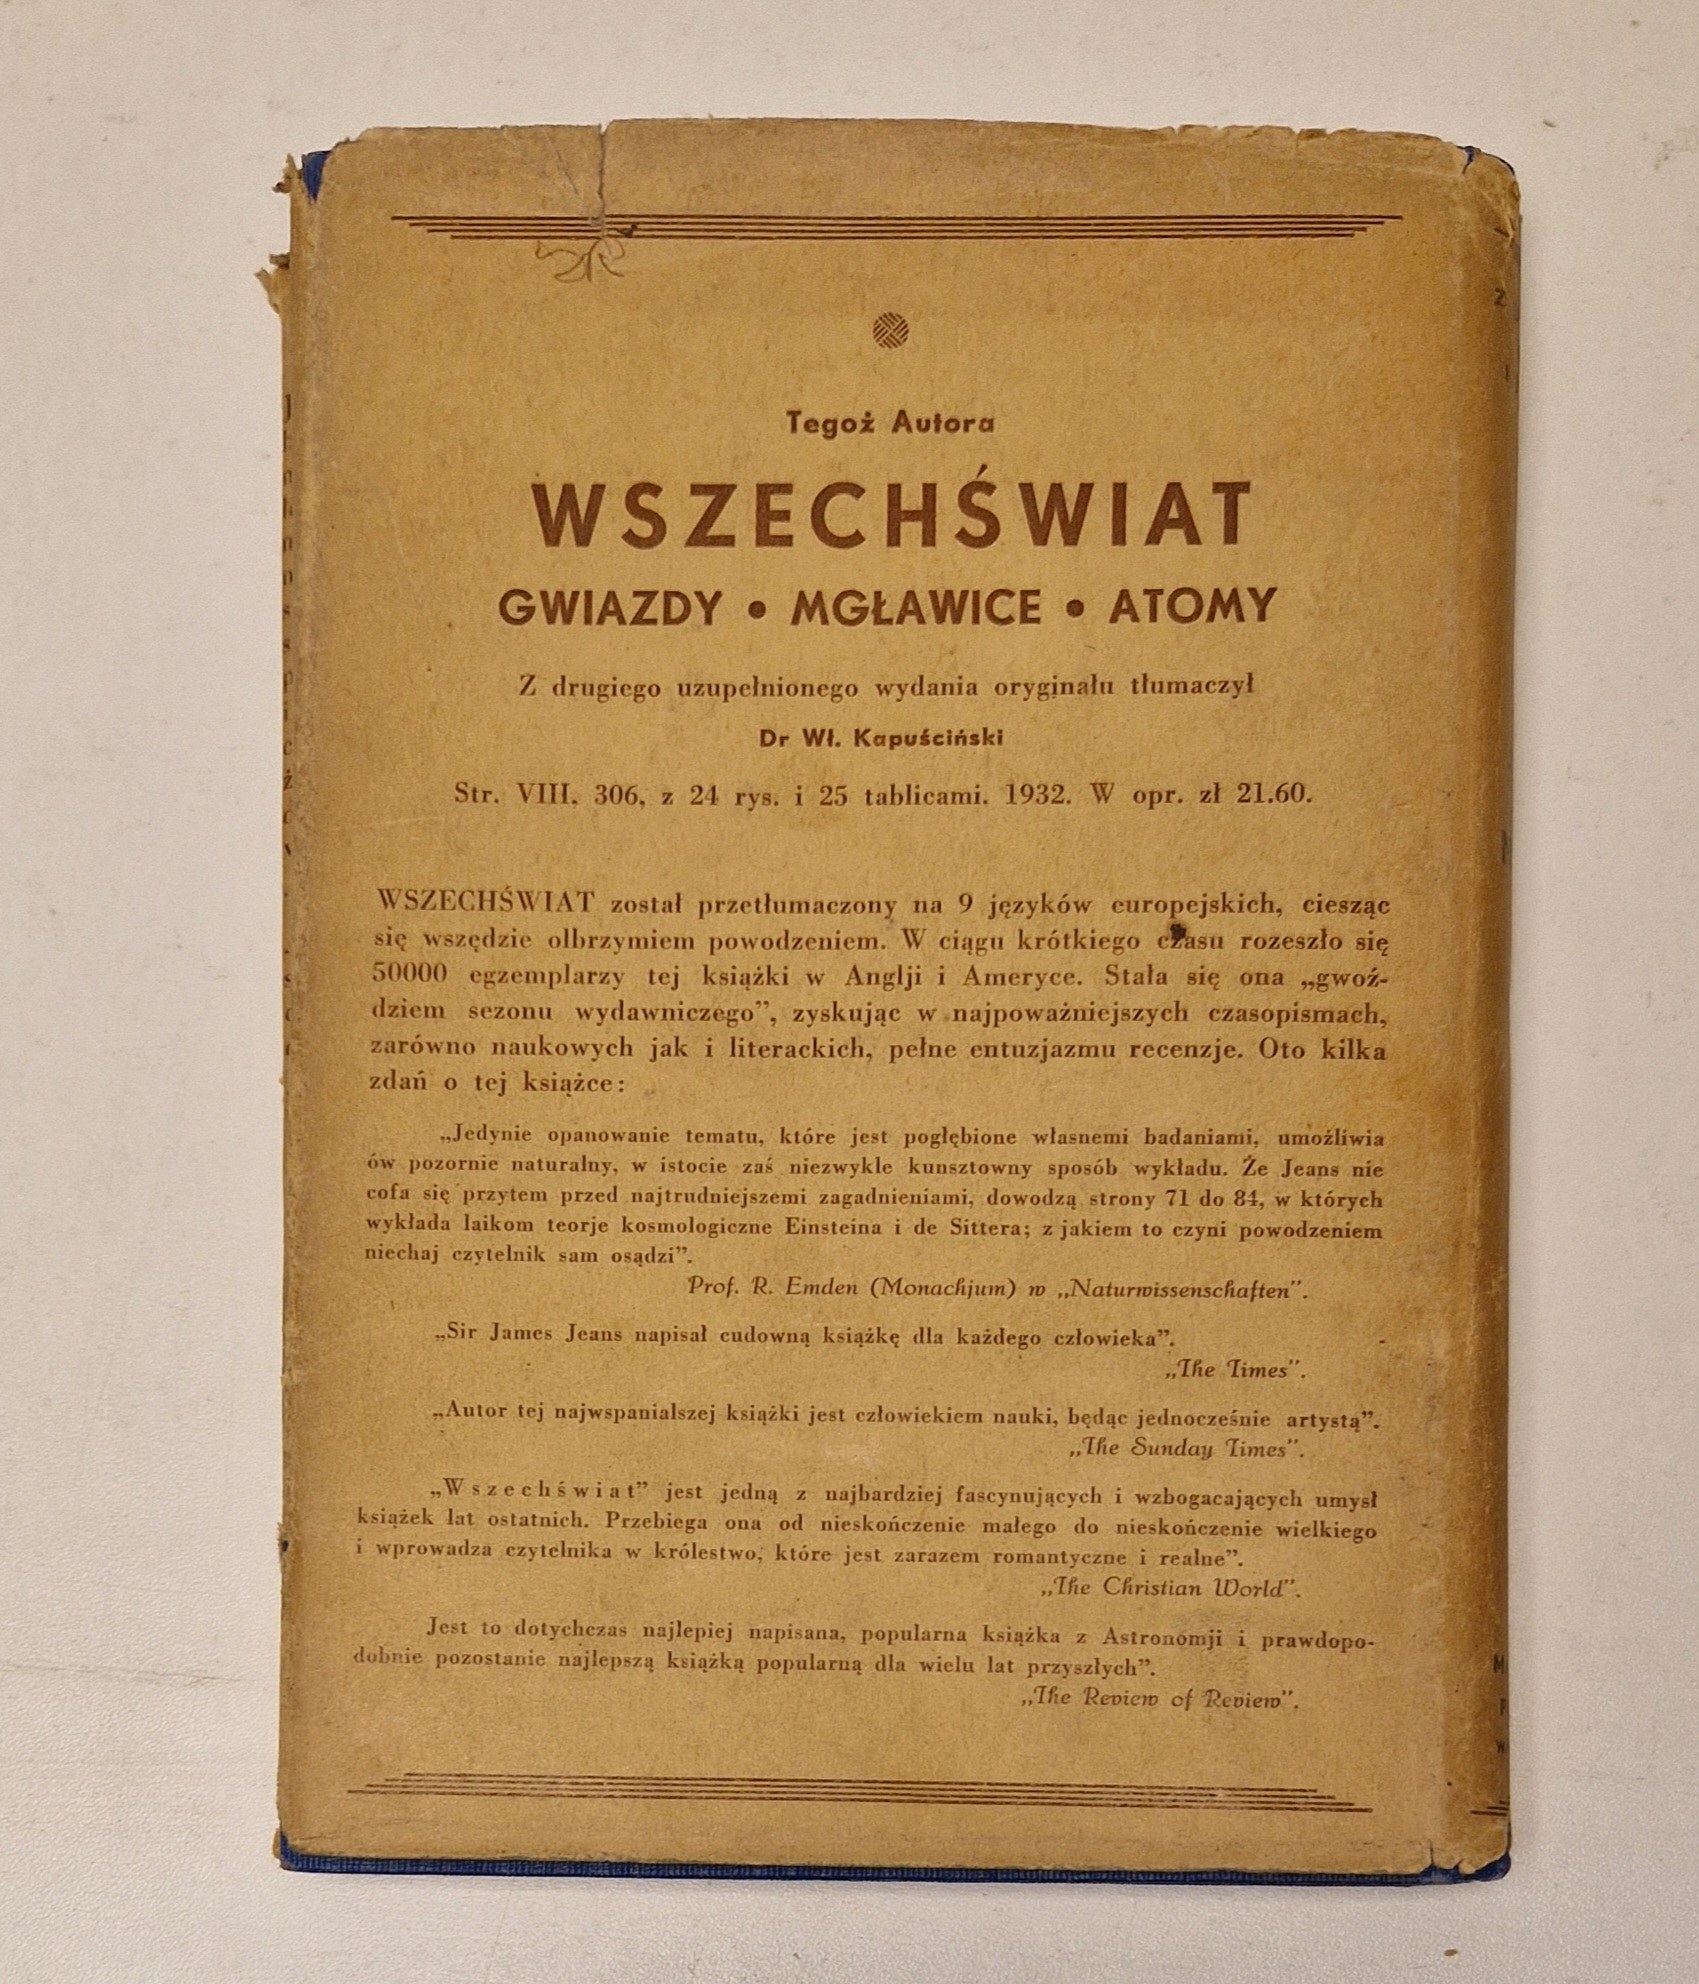 Tegoż Autora
WSZECHŚWIAT
GWIAZDY • MGŁAWICE • ATOMY
Z drugiego uzupełnionego wydania oryginału tłumaczył
Dr Wł. Kapuściński
Str. VIII, 306, z 24 rys. i 25 tablicami. 1932. W opr. zł 21.60.
WSZECHŚWIAT został przetłumaczony na 9 języków europejskich, ciesząc
się wszędzie olbrzymiem powodzeniem. W ciągu krótkiego czasu rozeszło się
50000 egzemplarzy tej książki w Anglji i Ameryce. Stała się ona „gwoź-
dziem sezonu wydawniczego”, zyskując w najpoważniejszych czasopismach,
zarówno naukowych jak i literackich, pełne entuzjazmu recenzje. Oto kilka
zdań o tej książce:
„Jedynie opanowanie tematu, które jest pogłębione własnemi badaniami, umożliwia
ów pozornie naturalny, w istocie zaś niezwykle kunsztowny sposób wykładu. Że Jeans nie
cofa się przytem przed najtrudniejszemi zagadnieniami, dowodzą strony 71 do 84, w których
wykłada laikom teorje kosmologiczne Einsteina i de Sittera; z jakiem to czyni powodzeniem
niechaj czytelnik sam osądzi”.
Prof. R. Emden (Monachjum) w „Naturwissenschaften”.
„Sir James Jeans napisał cudowną książkę dla każdego człowieka”.
„The Times”.
„Autor tej najwspanialszej książki jest człowiekiem nauki, będąc jednocześnie artystą”.
„The Sunday Times”.
„Wszechświat” jest jedną z najbardziej fascynujących i wzbogacających umysł
książek lat ostatnich. Przebiega ona od nieskończenie małego do nieskończenie wielkiego
i wprowadza czytelnika w królestwo, które jest zarazem romantyczne i realne”.
„The Christian World”.
Jest to dotychczas najlepiej napisana, popularna książka z Astronomji i prawdopo-
dobnie pozostanie najlepszą książką popularną dla wielu lat przyszłych”.
„The Review of Review”.